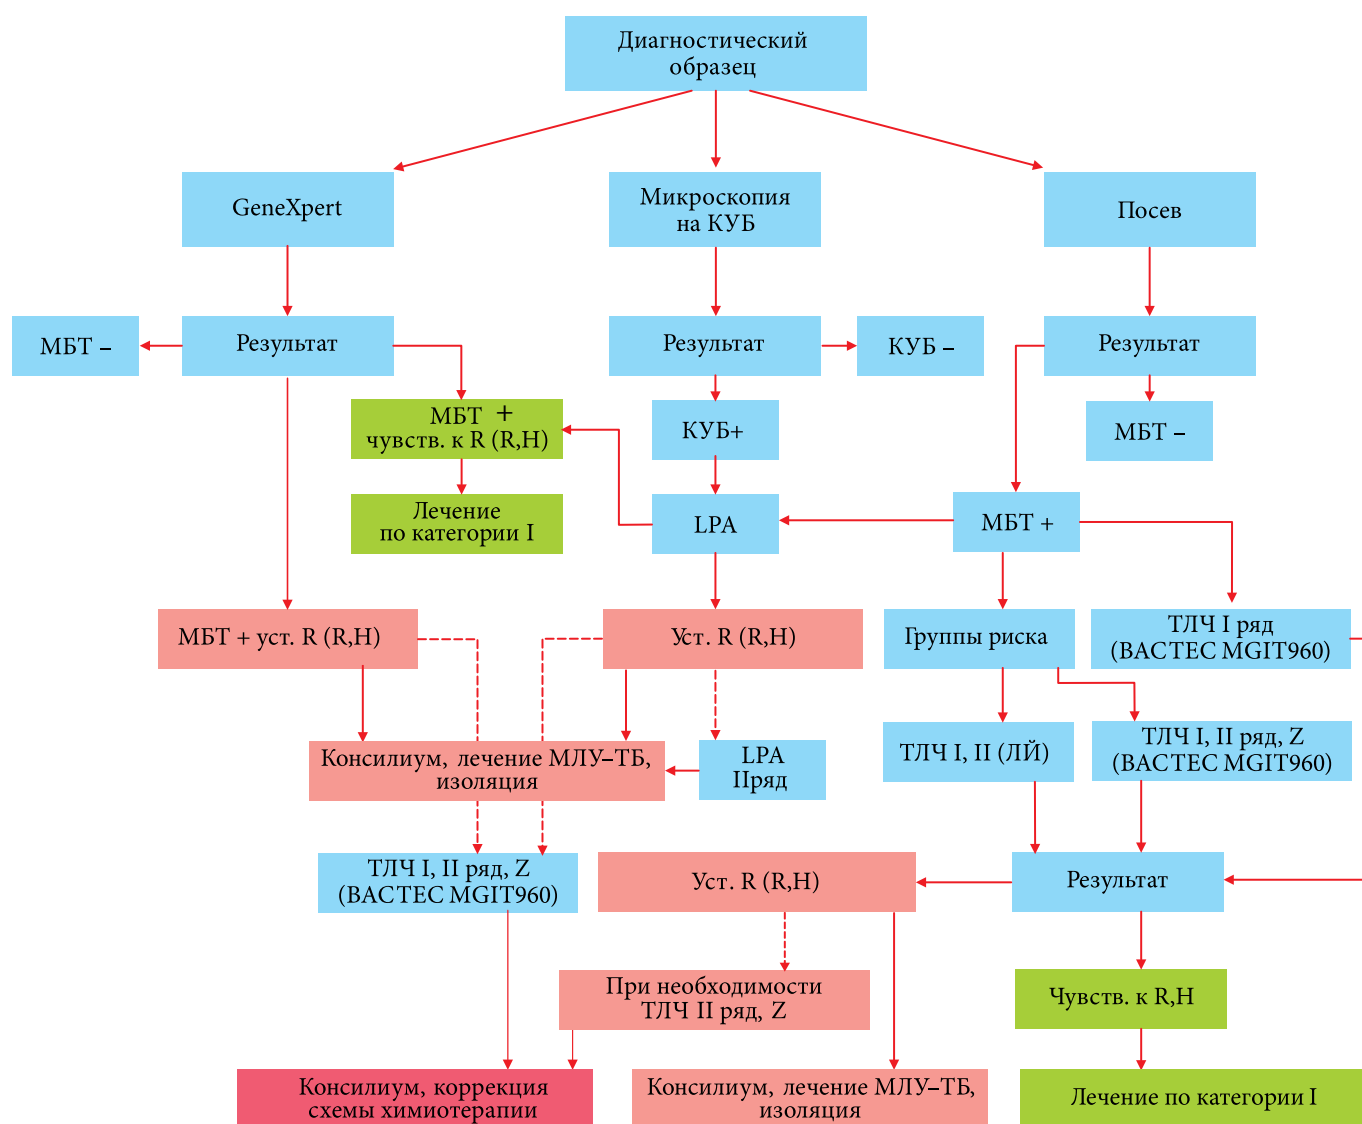 Диагностический
образец
GeneXpert
Микроскопия
на КУБ
Посев
МБТ –
Результат
Результат
КУБ –
Результат
МБТ +
чувств. к R (R,H)
КУБ+
МБТ –
Лечение
по категории I
LPA
МБТ +
МБТ + уст. R (R,H)
Уст. R (R,H)
Группы риска
ТЛЧ I ряд
(BACTEC MGIT960)
Консилиум, лечение МЛУ–ТБ,
изоляция
LPA
IIряд
ТЛЧ I, II (ЛЙ)
ТЛЧ I, II ряд, Z
(BACTEC MGIT960)
ТЛЧ I, II ряд, Z
(BACTEC MGIT960)
Уст. R (R,H)
Результат
При необходимости
ТЛЧ II ряд, Z
Чувств. к R,H
Консилиум, коррекция
схемы химиотерапии
Консилиум, лечение МЛУ–ТБ,
изоляция
Лечение по категории I